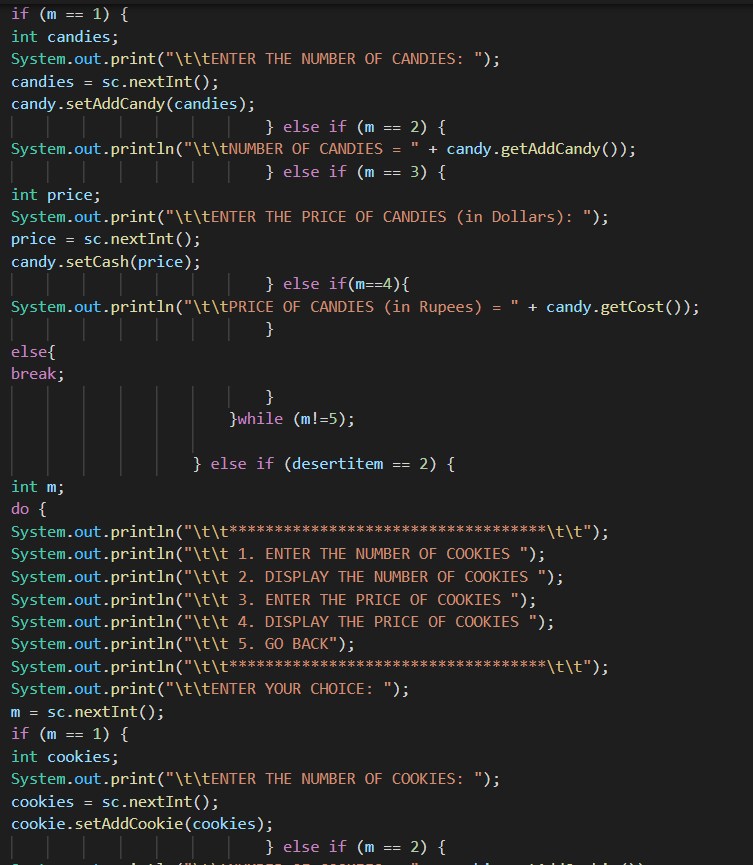 if (m == 1) {
int candies;
System.out.print("\t\tENTER THE NUMBER OF CANDIES: ");
candies = sc.nextInt();
candy.setAddCandy(candies);
} else if (m == 2) {
System.out.println("\t\tNUMBER OF CANDIES = " + candy.getAddCandy());
} else if (m == 3) {
int price;
System.out.print("\t\tENTER THE PRICE OF CANDIES (in Dollars): ");
price = sc.nextInt();
candy.setCash(price);
} else if(m==4){
System.out.println("\t\tPRICE OF CANDIES (in Rupees) = " + candy.getCost());
}
else{
break;
}
}while (m!=5);
} else if (desertitem == 2) {
int m;
do {
System.out.println("\t\t***********************************\t\t");
System.out.println("\t\t 1. ENTER THE NUMBER OF COOKIES ");
System.out.println("\t\t 2. DISPLAY THE NUMBER OF COOKIES ");
System.out.println("\t\t 3. ENTER THE PRICE OF COOKIES ");
System.out.println("\t\t 4. DISPLAY THE PRICE OF COOKIES ");
System.out.println("\t\t 5. GO BACK");
System.out.println("\t\t***********************************\t\t");
System.out.print("\t\tENTER YOUR CHOICE: ");
m = sc.nextInt();
if (m == 1) {
int cookies;
System.out.print("\t\tENTER THE NUMBER OF COOKIES: ");
cookies = sc.nextInt();
cookie.setAddCookie(cookies);
} else if (m == 2) {